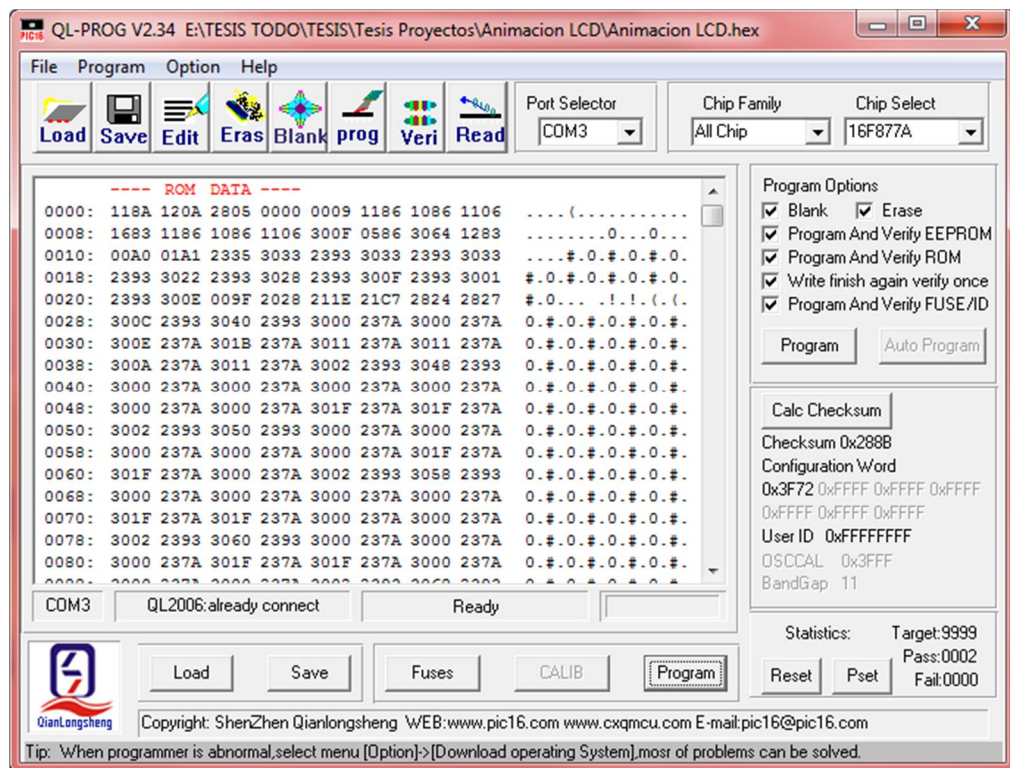 QL-PROG V2.34 E:\TESIS TODO\TESIS\Tesis Proyectos\Animacion LCD\Animacion LCD.hex
File Program Option Help
Load Save Edit Eras Blank prog Veri Read
Port Selector
COM3
Chip Family Chip Select
All Chip 16F877A
---- ROM DATA ----
0000: 118A 120A 2805 0000 0009 1186 1086 1106 ....(...........
0008: 1683 1186 1086 1106 300F 0586 3064 1283 ........0...0...
0010: 00A0 01A1 2335 3033 2393 3033 2393 3033 ....#.0.#.0.#.0.
0018: 2393 3022 2393 3028 2393 300F 2393 3001 #.0.#.0.#.0.#.0.
0020: 2393 300E 009F 2028 211E 21C7 2824 2827 #.0... .!.!.(.(.
0028: 300C 2393 3040 2393 3000 237A 3000 237A 0.#.0.#.0.#.0.#.
0030: 300E 237A 301B 237A 3011 237A 3011 237A 0.#.0.#.0.#.0.#.
0038: 300A 237A 3011 237A 3002 2393 3048 2393 0.#.0.#.0.#.0.#.
0040: 3000 237A 3000 237A 3000 237A 3000 237A 0.#.0.#.0.#.0.#.
0048: 3000 237A 3000 237A 301F 237A 301F 237A 0.#.0.#.0.#.0.#.
0050: 3002 2393 3050 2393 3000 237A 3000 237A 0.#.0.#.0.#.0.#.
0058: 3000 237A 3000 237A 3000 237A 301F 237A 0.#.0.#.0.#.0.#.
0060: 301F 237A 3000 237A 3002 2393 3058 2393 0.#.0.#.0.#.0.#.
0068: 3000 237A 3000 237A 3000 237A 3000 237A 0.#.0.#.0.#.0.#.
0070: 301F 237A 301F 237A 3000 237A 3000 237A 0.#.0.#.0.#.0.#.
0078: 3002 2393 3060 2393 3000 237A 3000 237A 0.#.0.#.0.#.0.#.
0080: 3000 237A 301F 237A 301F 237A 3000 237A 0.#.0.#.0.#.0.#.
Program Options
Blank Erase
Program And Verify EEPROM
Program And Verify ROM
Write finish again verify once
Program And Verify FUSE/ID
Program Auto Program
Calc Checksum
Checksum 0x288B
Configuration Word
0x3F72 0xFFFF 0xFFFF 0xFFFF
0xFFFF 0xFFFF 0xFFFF
User ID 0xFFFFFFFF
OSCCAL 0x3FFF
BandGap 11
COM3 QL2006:already connect Ready
Statistics: Target:9999
Pass:0002
Reset Pset Fail:0000
Load Save Fuses CALIB Program
QianLongsheng
Copyright: ShenZhen Qianlongsheng WEB:www.pic16.com www.cxqmcu.com E-mail:pic16@pic16.com
Tip: When programmer is abnormal,select menu [Option]->[Download operating System],mosr of problems can be solved.